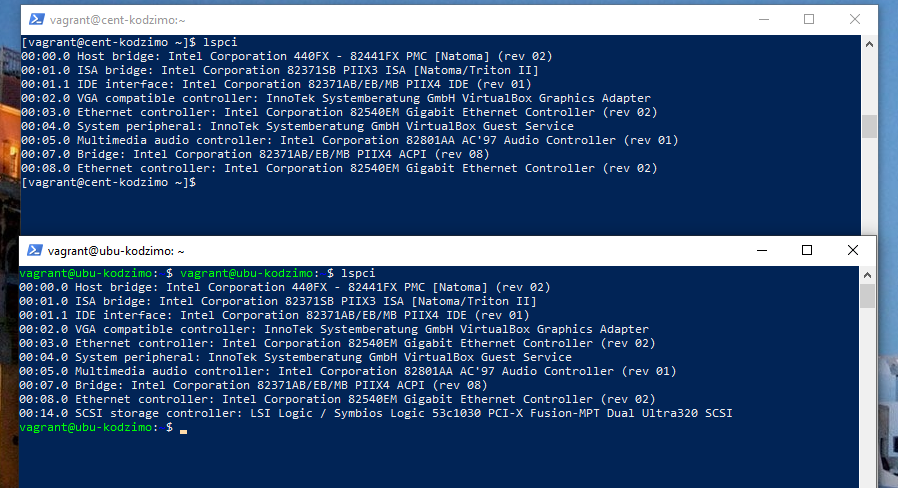 vagrant@cent-kodzimo:~
[vagrant@cent-kodzimo ~]$ lspci
00:00.0 Host bridge: Intel Corporation 440FX - 82441FX PMC [Natoma] (rev 02)
00:01.0 ISA bridge: Intel Corporation 82371SB PIIX3 ISA [Natoma/Triton II]
00:01.1 IDE interface: Intel Corporation 82371AB/EB/MB PIIX4 IDE (rev 01)
00:02.0 VGA compatible controller: InnoTek Systemberatung GmbH VirtualBox Graphics Adapter
00:03.0 Ethernet controller: Intel Corporation 82540EM Gigabit Ethernet Controller (rev 02)
00:04.0 System peripheral: InnoTek Systemberatung GmbH VirtualBox Guest Service
00:05.0 Multimedia audio controller: Intel Corporation 82801AA AC'97 Audio Controller (rev 01)
00:07.0 Bridge: Intel Corporation 82371AB/EB/MB PIIX4 ACPI (rev 08)
00:08.0 Ethernet controller: Intel Corporation 82540EM Gigabit Ethernet Controller (rev 02)
[vagrant@cent-kodzimo ~]$
vagrant@ubu-kodzimo: ~
vagrant@ubu-kodzimo: $ vagrant@ubu-kodzimo: $ lspci
00:00.0 Host bridge: Intel Corporation 440FX - 82441FX PMC [Natoma] (rev 02)
00:01.0 ISA bridge: Intel Corporation 82371SB PIIX3 ISA [Natoma/Triton II]
00:01.1 IDE interface: Intel Corporation 82371AB/EB/MB PIIX4 IDE (rev 01)
00:02.0 VGA compatible controller: InnoTek Systemberatung GmbH VirtualBox Graphics Adapter
00:03.0 Ethernet controller: Intel Corporation 82540EM Gigabit Ethernet Controller (rev 02)
00:04.0 System peripheral: InnoTek Systemberatung GmbH VirtualBox Guest Service
00:05.0 Multimedia audio controller: Intel Corporation 82801AA AC'97 Audio Controller (rev 01)
00:07.0 Bridge: Intel Corporation 82371AB/EB/MB PIIX4 ACPI (rev 08)
00:08.0 Ethernet controller: Intel Corporation 82540EM Gigabit Ethernet Controller (rev 02)
00:14.0 SCSI storage controller: LSI Logic / Symbios Logic 53c1030 PCI-X Fusion-MPT Dual Ultra320 SCSI
vagrant@ubu-kodzimo: $